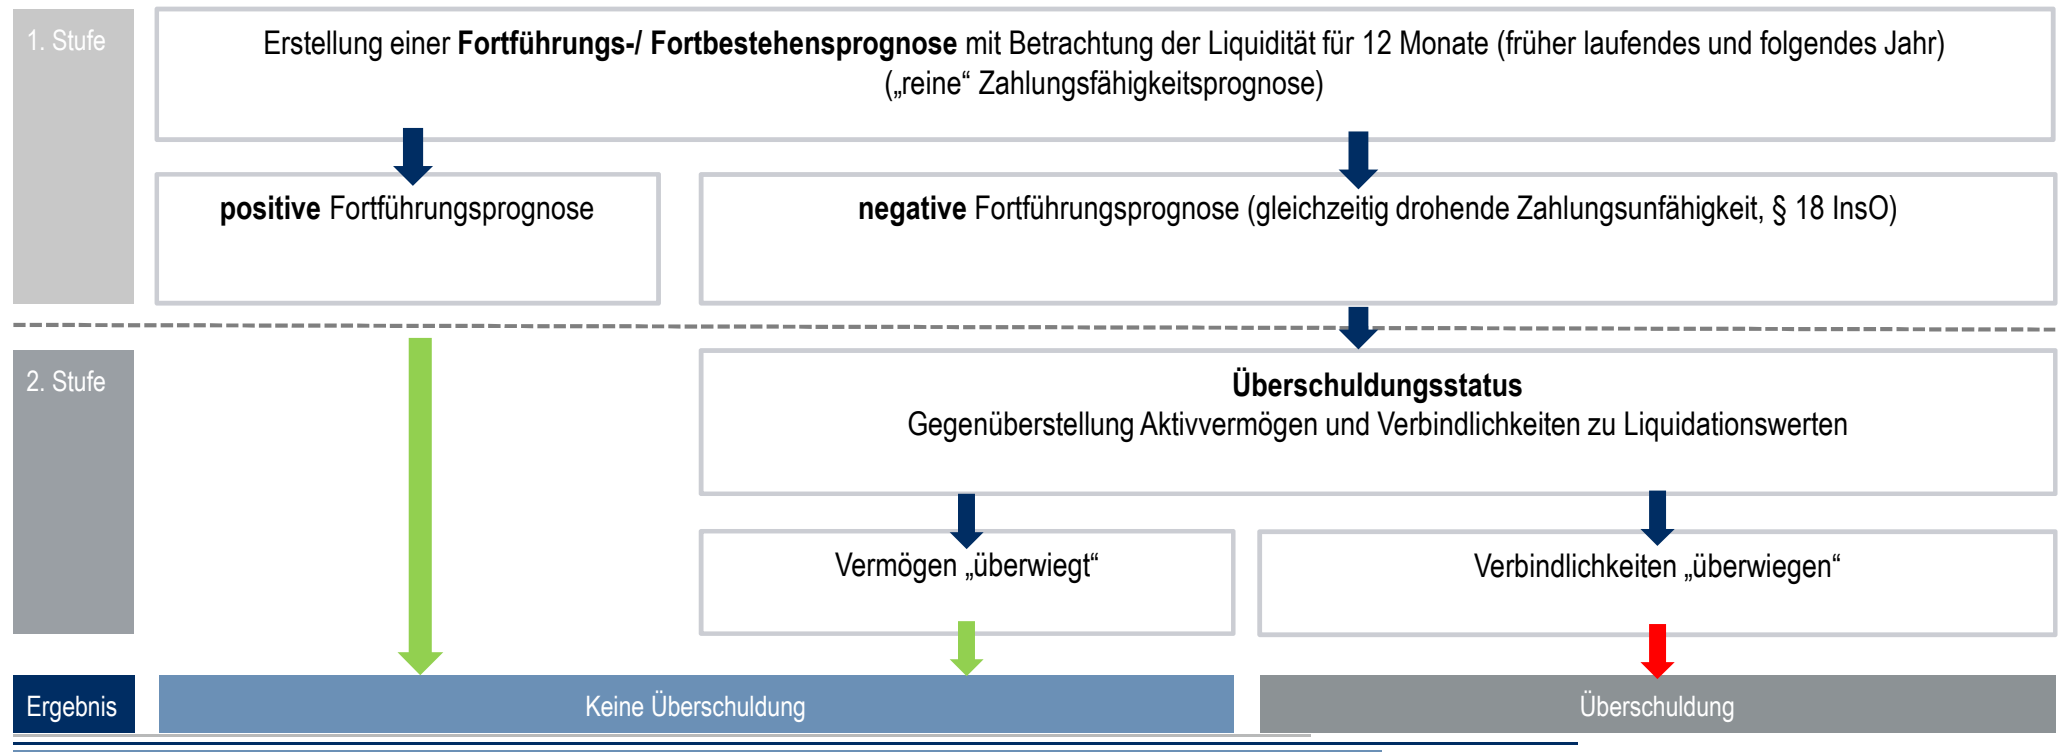 1. Stufe
Erstellung einer Fortführungs-/ Fortbestehensprognose mit Betrachtung der Liquidität für 12 Monate (früher laufendes und folgendes Jahr)
(„reine“ Zahlungsfähigkeitsprognose)
positive Fortführungsprognose
negative Fortführungsprognose (gleichzeitig drohende Zahlungsunfähigkeit, § 18 InsO)
2. Stufe
Überschuldungsstatus
Gegenüberstellung Aktivvermögen und Verbindlichkeiten zu Liquidationswerten
Vermögen „überwiegt“
Verbindlichkeiten „überwiegen“
Ergebnis
Keine Überschuldung
Überschuldung